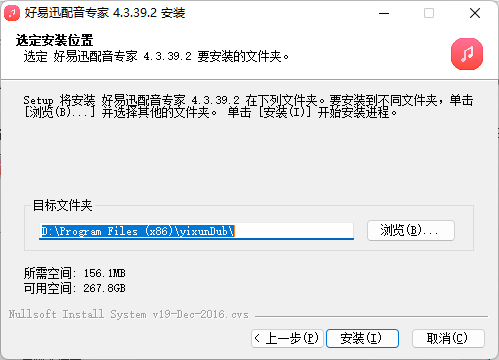 好易迅配音专家 4.3.39.2 安装
选定安装位置
选定 好易迅配音专家 4.3.39.2 要安装的文件夹。
Setup 将安装 好易迅配音专家 4.3.39.2 在下列文件夹。要安装到不同文件夹，单击
[浏览(B)...] 并选择其他的文件夹。 单击 [安装(I)] 开始安装进程。
目标文件夹
D:\Program Files (x86)\yixunDub\
浏览(B)...
所需空间: 156.1MB
可用空间: 267.8GB
Nullsoft Install System v19-Dec-2016.cvs
< 上一步(P)
安装(I)
取消(C)